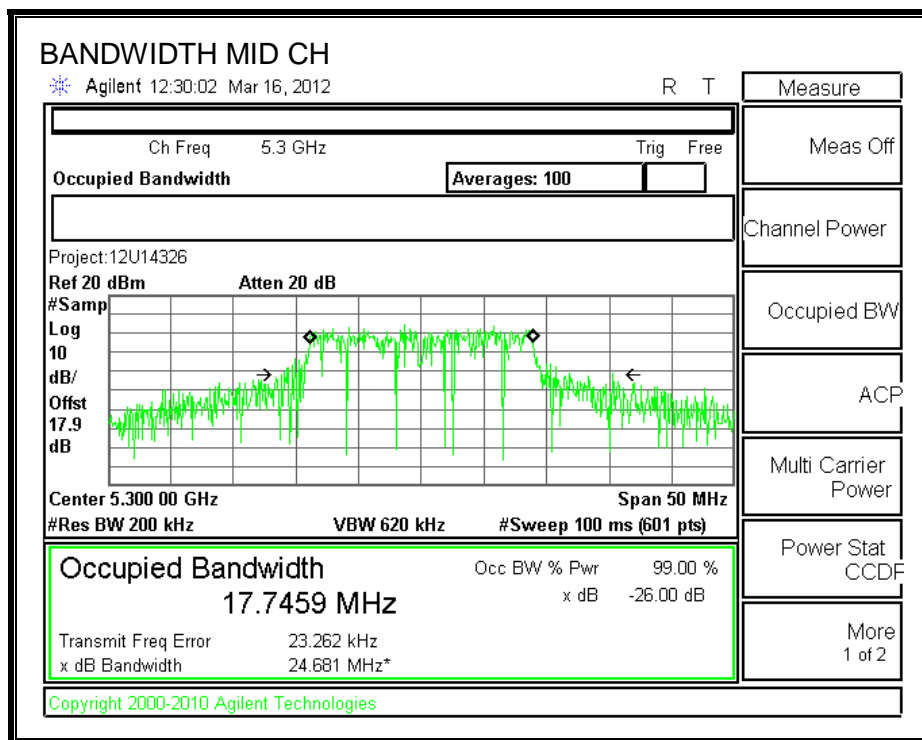 BANDWIDTH MID CH
Agilent 12:30:02 Mar 16, 2012 R T
Ch Freq 5.3 GHz Trig Free
Occupied Bandwidth Averages: 100
Project:12U14326
Ref 20 dBm Atten 20 dB
#Samp
Log
10
dB/
Offst
17.9
dB
Center 5.300 00 GHz Span 50 MHz
#Res BW 200 kHz VBW 620 kHz #Sweep 100 ms (601 pts)
Occupied Bandwidth Occ BW % Pwr 99.00 %
17.7459 MHz x dB -26.00 dB
Transmit Freq Error 23.262 kHz
x dB Bandwidth 24.681 MHz*
Copyright 2000-2010 Agilent Technologies
Measure
Meas Off
Channel Power
Occupied BW
ACP
Multi Carrier
Power
Power Stat
CCDF
More
1 of 2